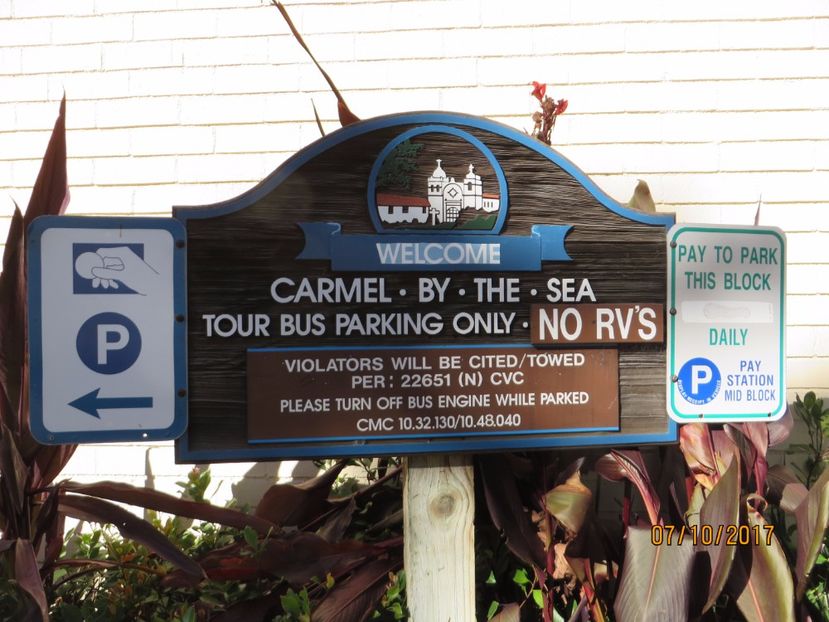 WELCOME
CARMEL · BY · THE · SEA
TOUR BUS PARKING ONLY · NO RV'S
VIOLATORS WILL BE CITED/TOWED
PER: 22651 (N) CVC
PLEASE TURN OFF BUS ENGINE WHILE PARKED
CMC 10.32.130/10.48.040
P
PAY TO PARK
THIS BLOCK
DAILY
P
PAY
STATION
MID BLOCK
07/10/2017